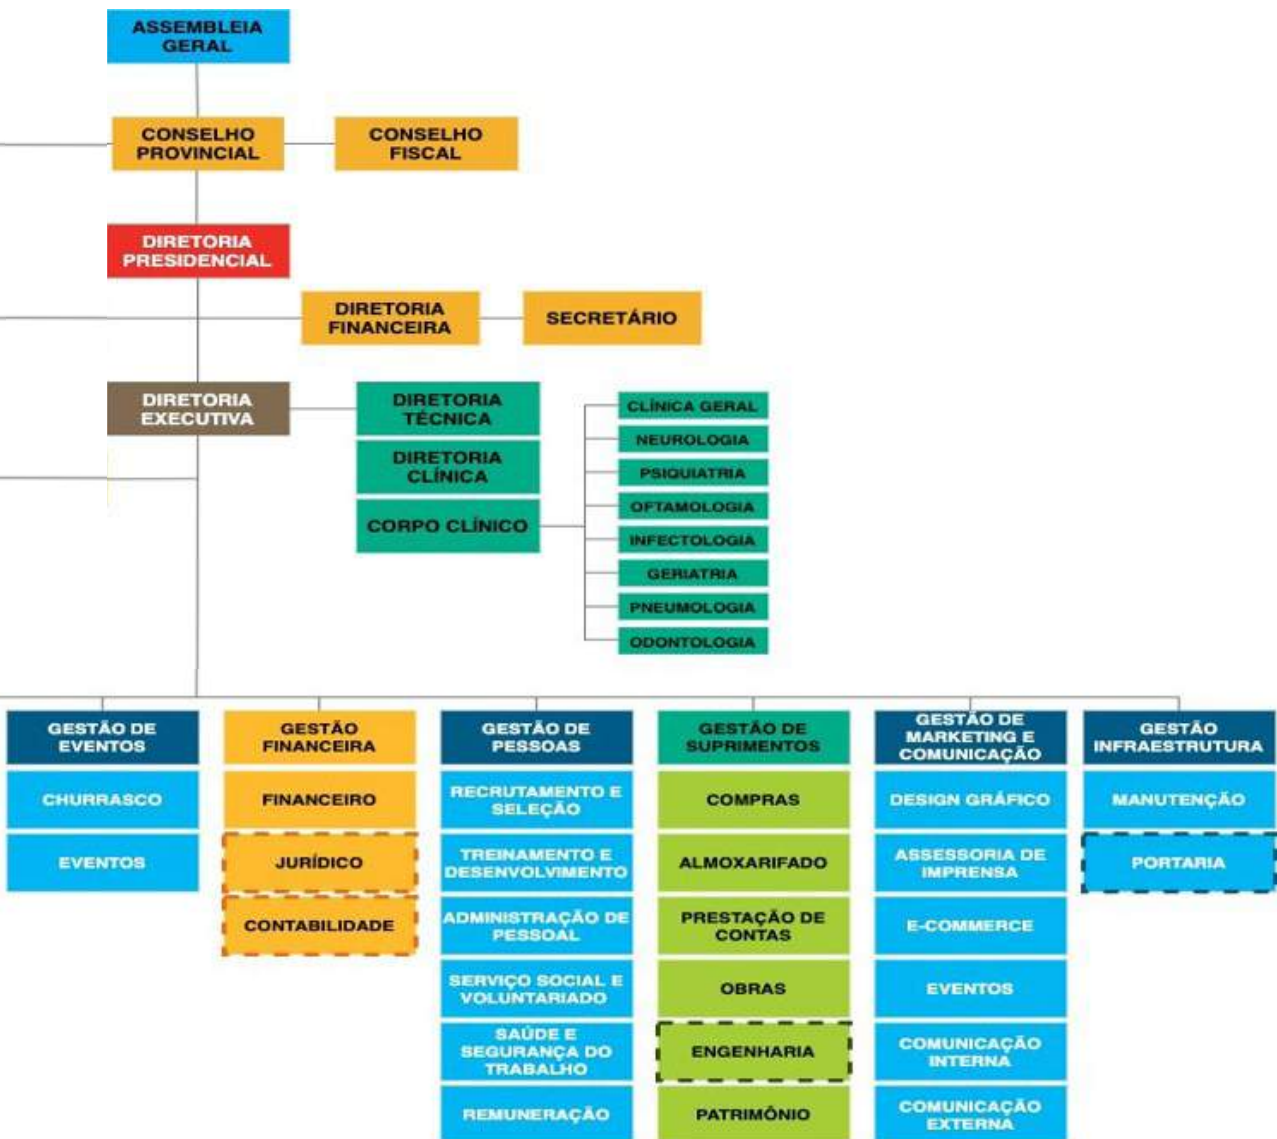 ASSEMBLEIA
GERAL
CONSELHO
PROVINCIAL
CONSELHO
FISCAL
DIRETORIA
PRESIDENCIAL
DIRETORIA
FINANCEIRA
SECRETÁRIO
DIRETORIA
EXECUTIVA
DIRETORIA
TÉCNICA
DIRETORIA
CLÍNICA
CORPO CLÍNICO
CLÍNICA GERAL
NEUROLOGIA
PSIQUIATRIA
OFTAMOLOGIA
INFECTOLOGIA
GERIATRIA
PNEUMOLOGIA
ODONTOLOGIA
GESTÃO DE
EVENTOS
CHURRASCO
EVENTOS
GESTÃO
FINANCEIRA
FINANCEIRO
JURÍDICO
CONTABILIDADE
GESTÃO DE
PESSOAS
RECRUTAMENTO E
SELEÇÃO
TREINAMENTO E
DESENVOLVIMENTO
ADMINISTRAÇÃO DE
PESSOAL
SERVIÇO SOCIAL E
VOLUNTARIADO
SAÚDE E
SEGURANÇA DO
TRABALHO
REMUNERAÇÃO
GESTÃO DE
SUPRIMENTOS
COMPRAS
ALMOXARIFADO
PRESTAÇÃO DE
CONTAS
OBRAS
ENGENHARIA
PATRIMÔNIO
GESTÃO DE
MARKETING E
COMUNICAÇÃO
DESIGN GRÁFICO
ASSESSORIA DE
IMPRENSA
E-COMMERCE
EVENTOS
COMUNICAÇÃO
INTERNA
COMUNICAÇÃO
EXTERNA
GESTÃO
INFRAESTRUTURA
MANUTENÇÃO
PORTARIA